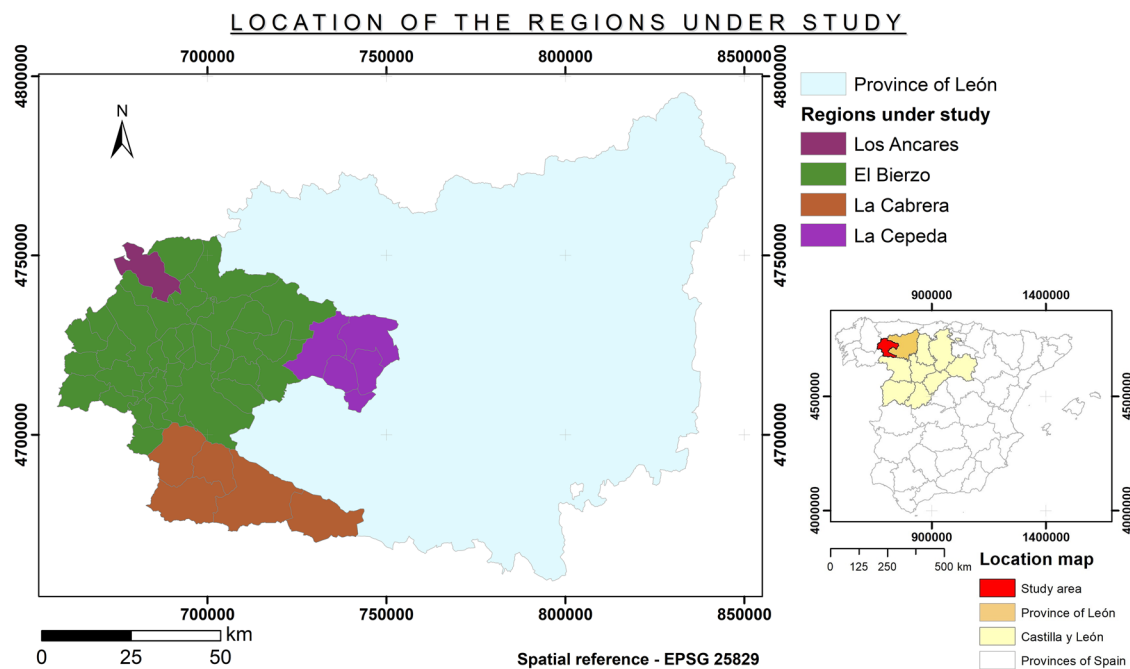 LOCATION OF THE REGIONS UNDER STUDY
700000 750000 800000 850000
4800000 4800000
4750000 4750000
4700000 4700000
N
700000 750000 800000 850000
0 25 50 km
Spatial reference - EPSG 25829
Province of León
Regions under study
Los Ancares
El Bierzo
La Cabrera
La Cepeda
900000 1400000
4500000 4500000
4000000 4000000
900000 1400000
0 125 250 500 km
Location map
Study area
Province of León
Castilla y León
Provinces of Spain